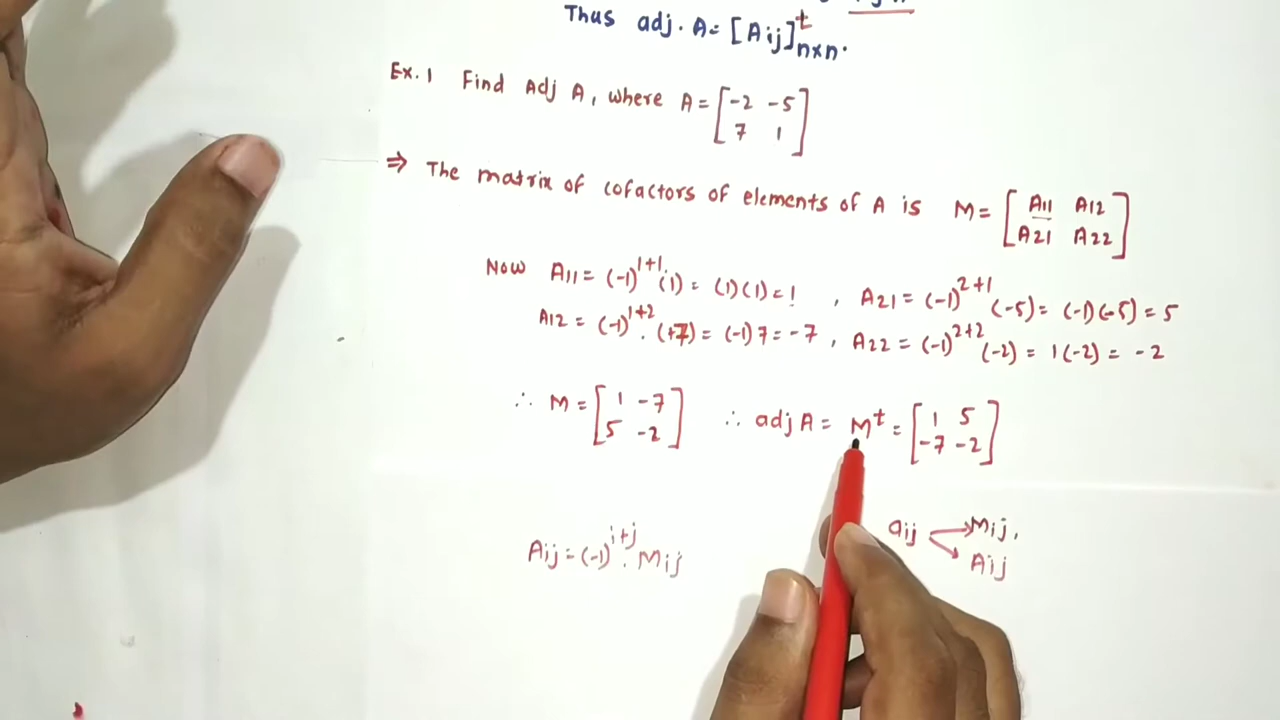 Thus adj. A = [Aij]ᵗn×n.
Ex. 1 Find Adj A, where A = [-2 -5
7 1]
⇒ The matrix of cofactors of elements of A is M = [A11 A12
A21 A22]
Now A11 = (-1)^1+1. (1) = (1)(1) = 1 , A21 = (-1)^2+1 (-5) = (-1)(-5) = 5
A12 = (-1)^1+2. (+7) = (-1)7 = -7 , A22 = (-1)^2+2 (-2) = 1(-2) = -2
∴ M = [1 -7
5 -2] ∴ adj A = Mᵗ = [1 5
-7 -2]
Aij = (-1)^i+j . Mij
aij Mij,
Aij